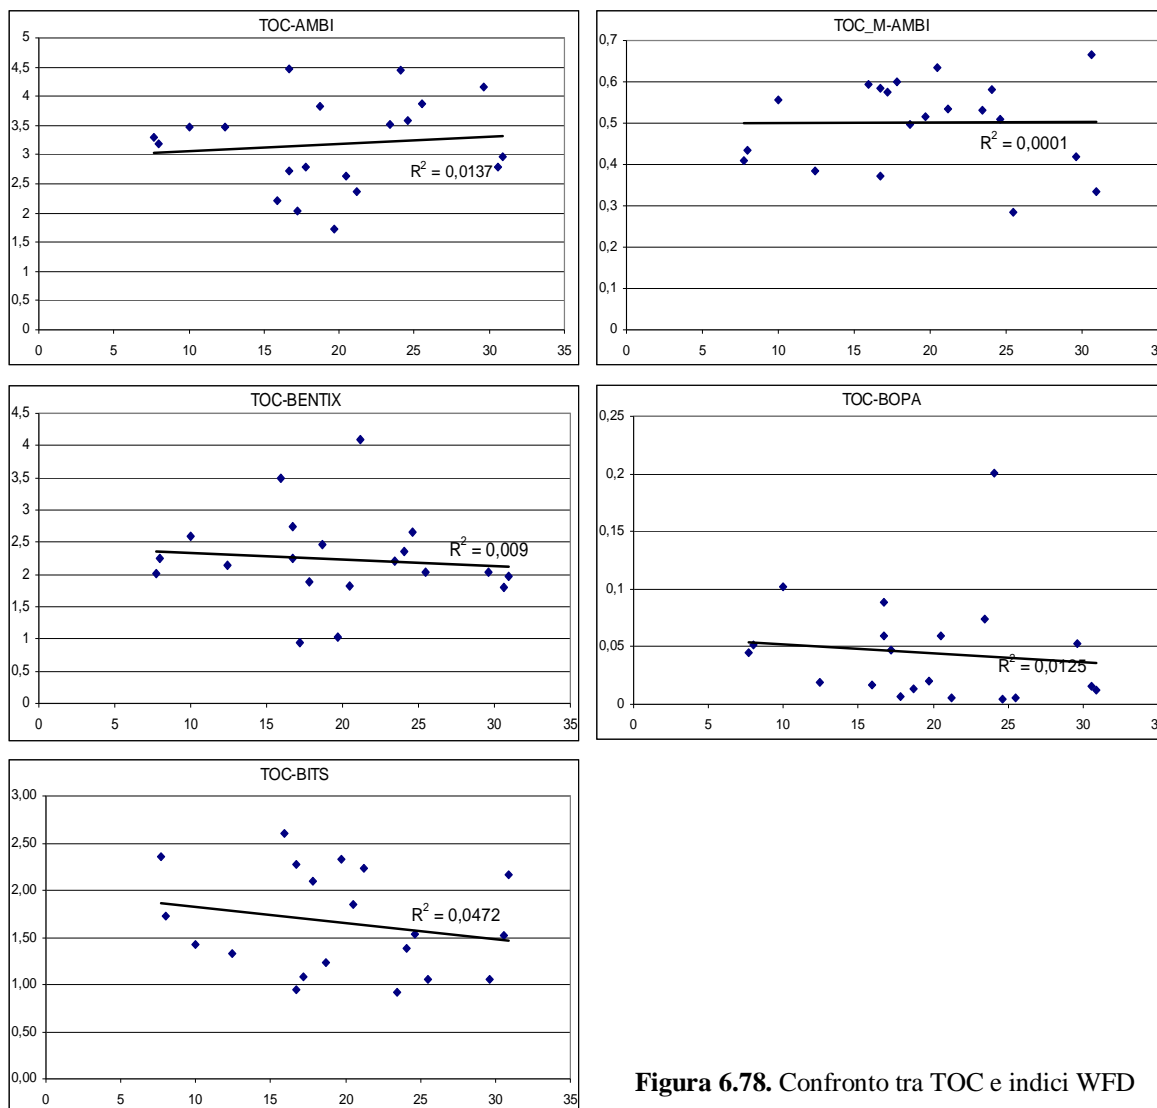 TOC-AMBI
5
4,5
4
3,5
3
2,5
2
1,5
1
0,5
0
0 5 10 15 20 25 30 35
R² = 0,0137
TOC_M-AMBI
0,7
0,6
0,5
0,4
0,3
0,2
0,1
0
0 5 10 15 20 25 30 35
R² = 0,0001
TOC-BENTIX
4,5
4
3,5
3
2,5
2
1,5
1
0,5
0
0 5 10 15 20 25 30 35
R² = 0,009
TOC-BOPA
0,25
0,2
0,15
0,1
0,05
0
0 5 10 15 20 25 30 35
R² = 0,0125
TOC-BITS
3,00
2,50
2,00
1,50
1,00
0,50
0,00
0 5 10 15 20 25 30 35
R² = 0,0472
Figura 6.78. Confronto tra TOC e indici WFD